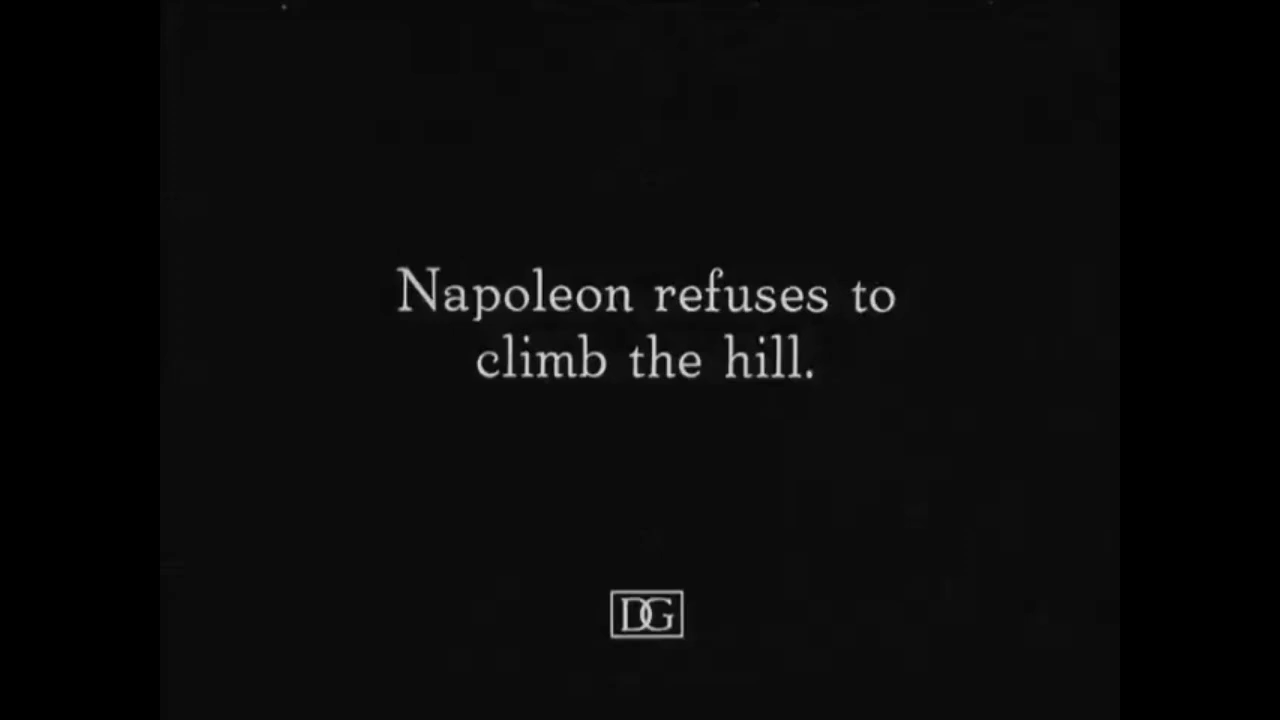 Napoleon refuses to
climb the hill.
DG